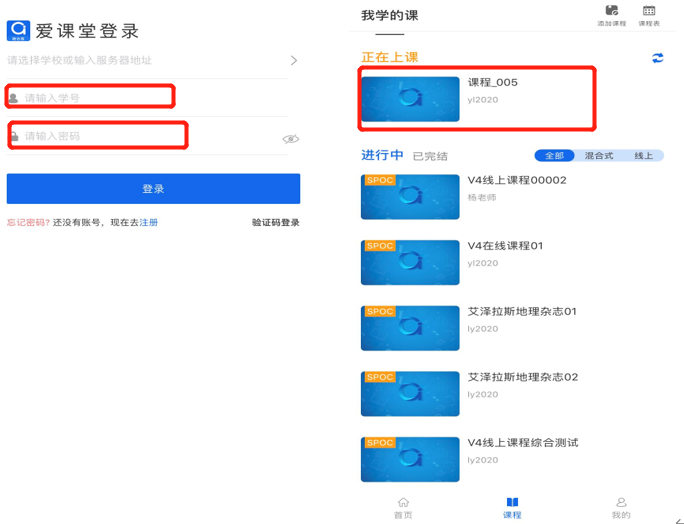 爱课堂登录
请选择学校或输入服务器地址
请输入学号
请输入密码
登录
忘记密码? 还没有账号，现在去注册
验证码登录
我学的课
添加课程 课程表
正在上课
课程_005
yl2020
进行中 已完结 全部 混合式 线上
SPOC
V4线上课程00002
杨老师
SPOC
V4在线课程01
yl2020
SPOC
艾泽拉斯地理杂志01
ly2020
SPOC
艾泽拉斯地理杂志02
ly2020
SPOC
V4线上课程综合测试
ly2020
首页 课程 我的